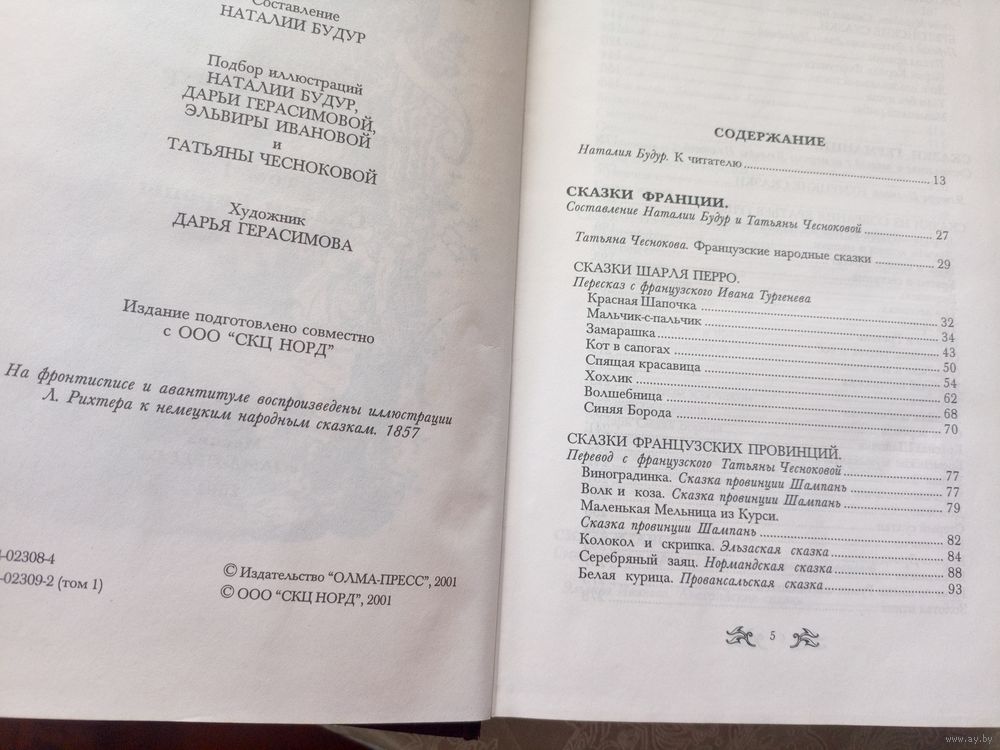 Составление
НАТАЛИИ БУДУР
Подбор иллюстраций
НАТАЛИИ БУДУР,
ДАРЬИ ГЕРАСИМОВОЙ,
ЭЛЬВИРЫ ИВАНОВОЙ
и
ТАТЬЯНЫ ЧЕСНОКОВОЙ
Художник
ДАРЬЯ ГЕРАСИМОВА
Издание подготовлено совместно
с ООО “СКЦ НОРД”
На фронтисписе и авантитуле воспроизведены иллюстрации
Л. Рихтера к немецким народным сказкам. 1857
-02308-4
-02309-2 (том 1)
© Издательство “ОЛМА-ПРЕСС”, 2001
© ООО “СКЦ НОРД”, 2001
СОДЕРЖАНИЕ
Наталия Будур. К читателю 13
СКАЗКИ ФРАНЦИИ.
Составление Наталии Будур и Татьяны Чесноковой 27
Татьяна Чеснокова. Французские народные сказки 29
СКАЗКИ ШАРЛЯ ПЕРРО.
Пересказ с французского Ивана Тургенева
Красная Шапочка 32
Мальчик-с-пальчик 34
Замарашка 43
Кот в сапогах 50
Спящая красавица 54
Хохлик 62
Волшебница 68
Синяя Борода 70
СКАЗКИ ФРАНЦУЗСКИХ ПРОВИНЦИЙ.
Перевод с французского Татьяны Чесноковой 77
Виноградинка. Сказка провинции Шампань 77
Волк и коза. Сказка провинции Шампань 79
Маленькая Мельница из Курси.
Сказка провинции Шампань 82
Колокол и скрипка. Эльзаская сказка 84
Серебряный заяц. Нормандская сказка 88
Белая курица. Провансальская сказка 93
5
www.ay.by